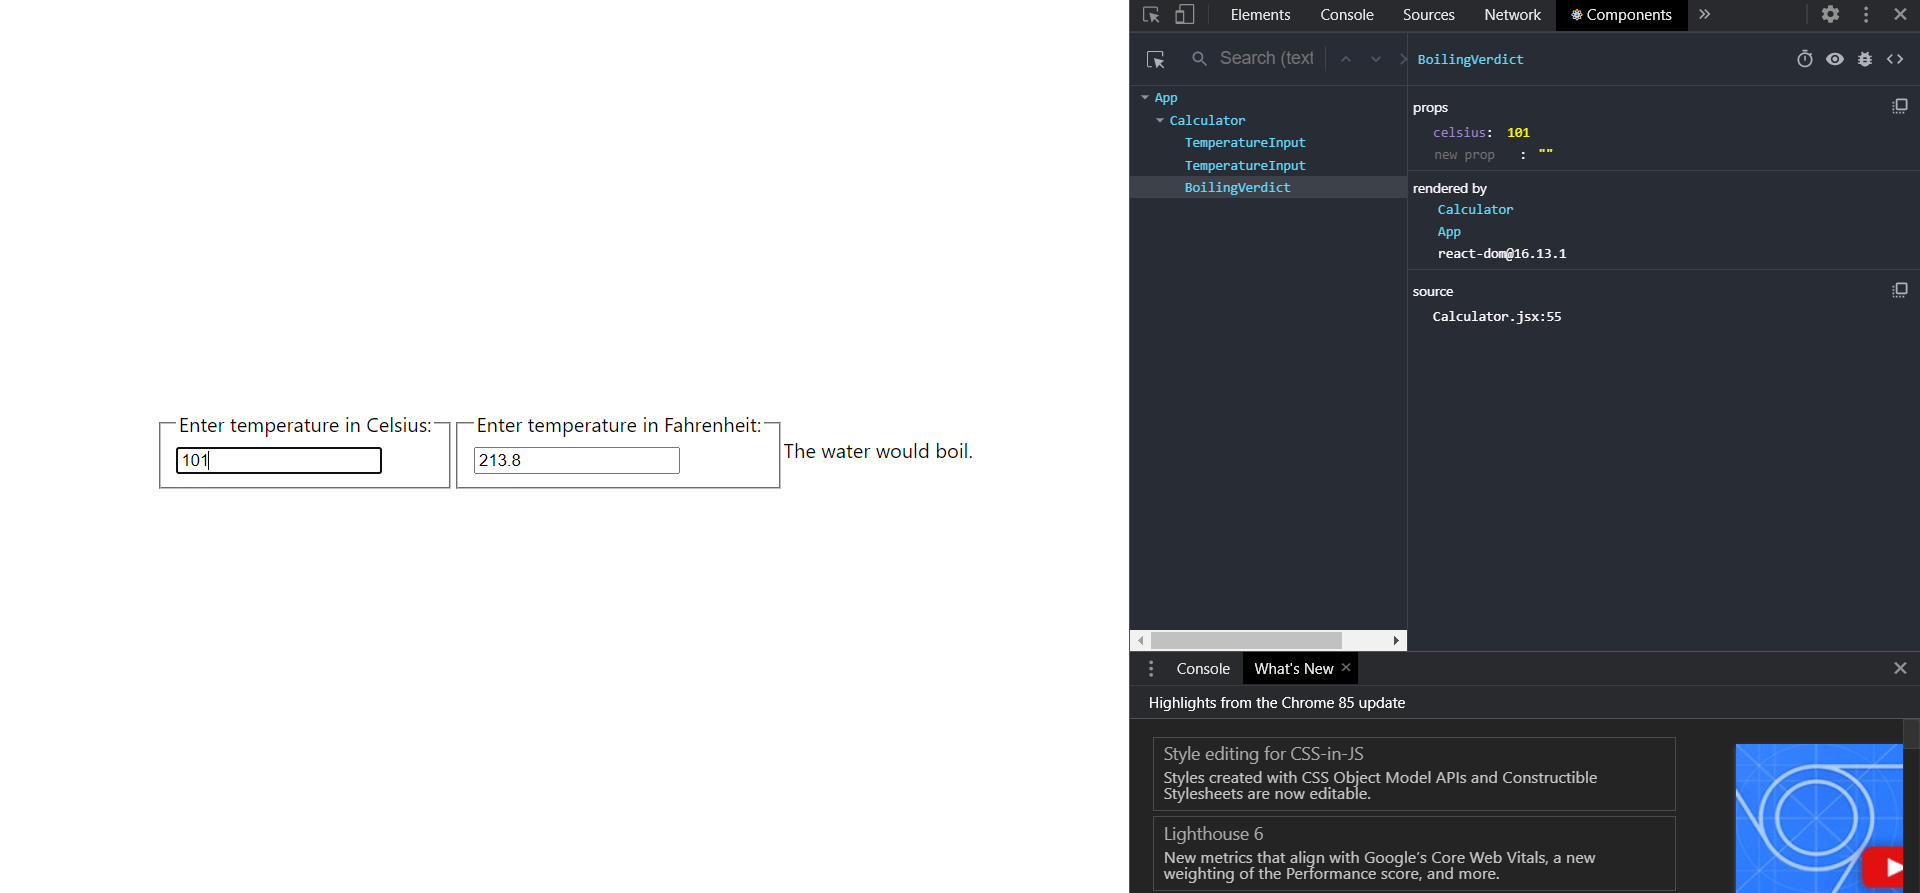 Enter temperature in Celsius:
101
Enter temperature in Fahrenheit:
213.8
The water would boil.
Elements Console Sources Network Components
Search (text
App
Calculator
TemperatureInput
TemperatureInput
BoilingVerdict
BoilingVerdict
props
celsius: 101
new prop : ""
rendered by
Calculator
App
react-dom@16.13.1
source
Calculator.jsx:55
Console What's New
Highlights from the Chrome 85 update
Style editing for CSS-in-JS
Styles created with CSS Object Model APIs and Constructible
Stylesheets are now editable.
Lighthouse 6
New metrics that align with Google's Core Web Vitals, a new
weighting of the Performance score, and more.